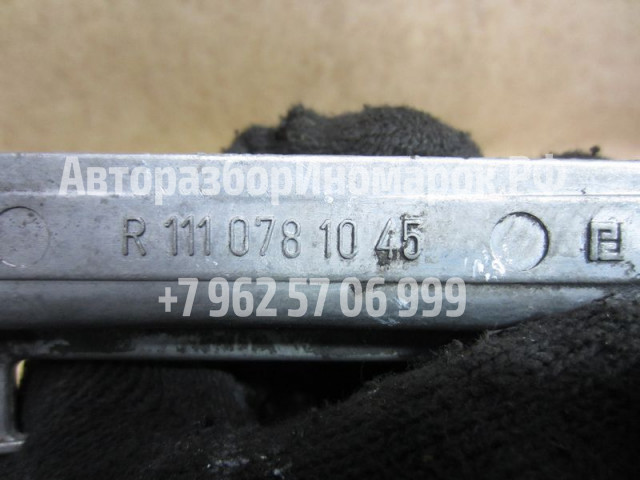 АвторазборИномарок.РФ
R 111 078 10 45
+7 962 57 06 999